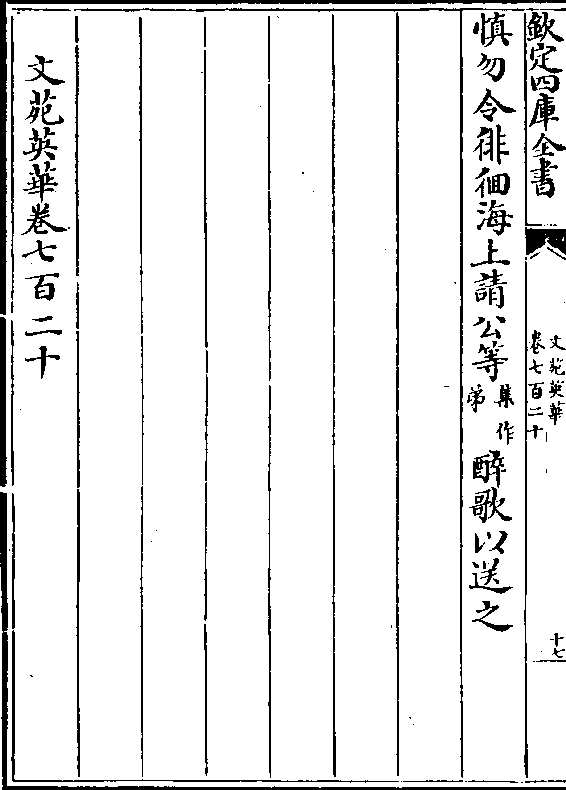 欽定四庫全書
文苑英華
卷七百二十
十七
慎勿令徘徊海上請公等集作弟醉歌以送之
文苑英華卷七百二十